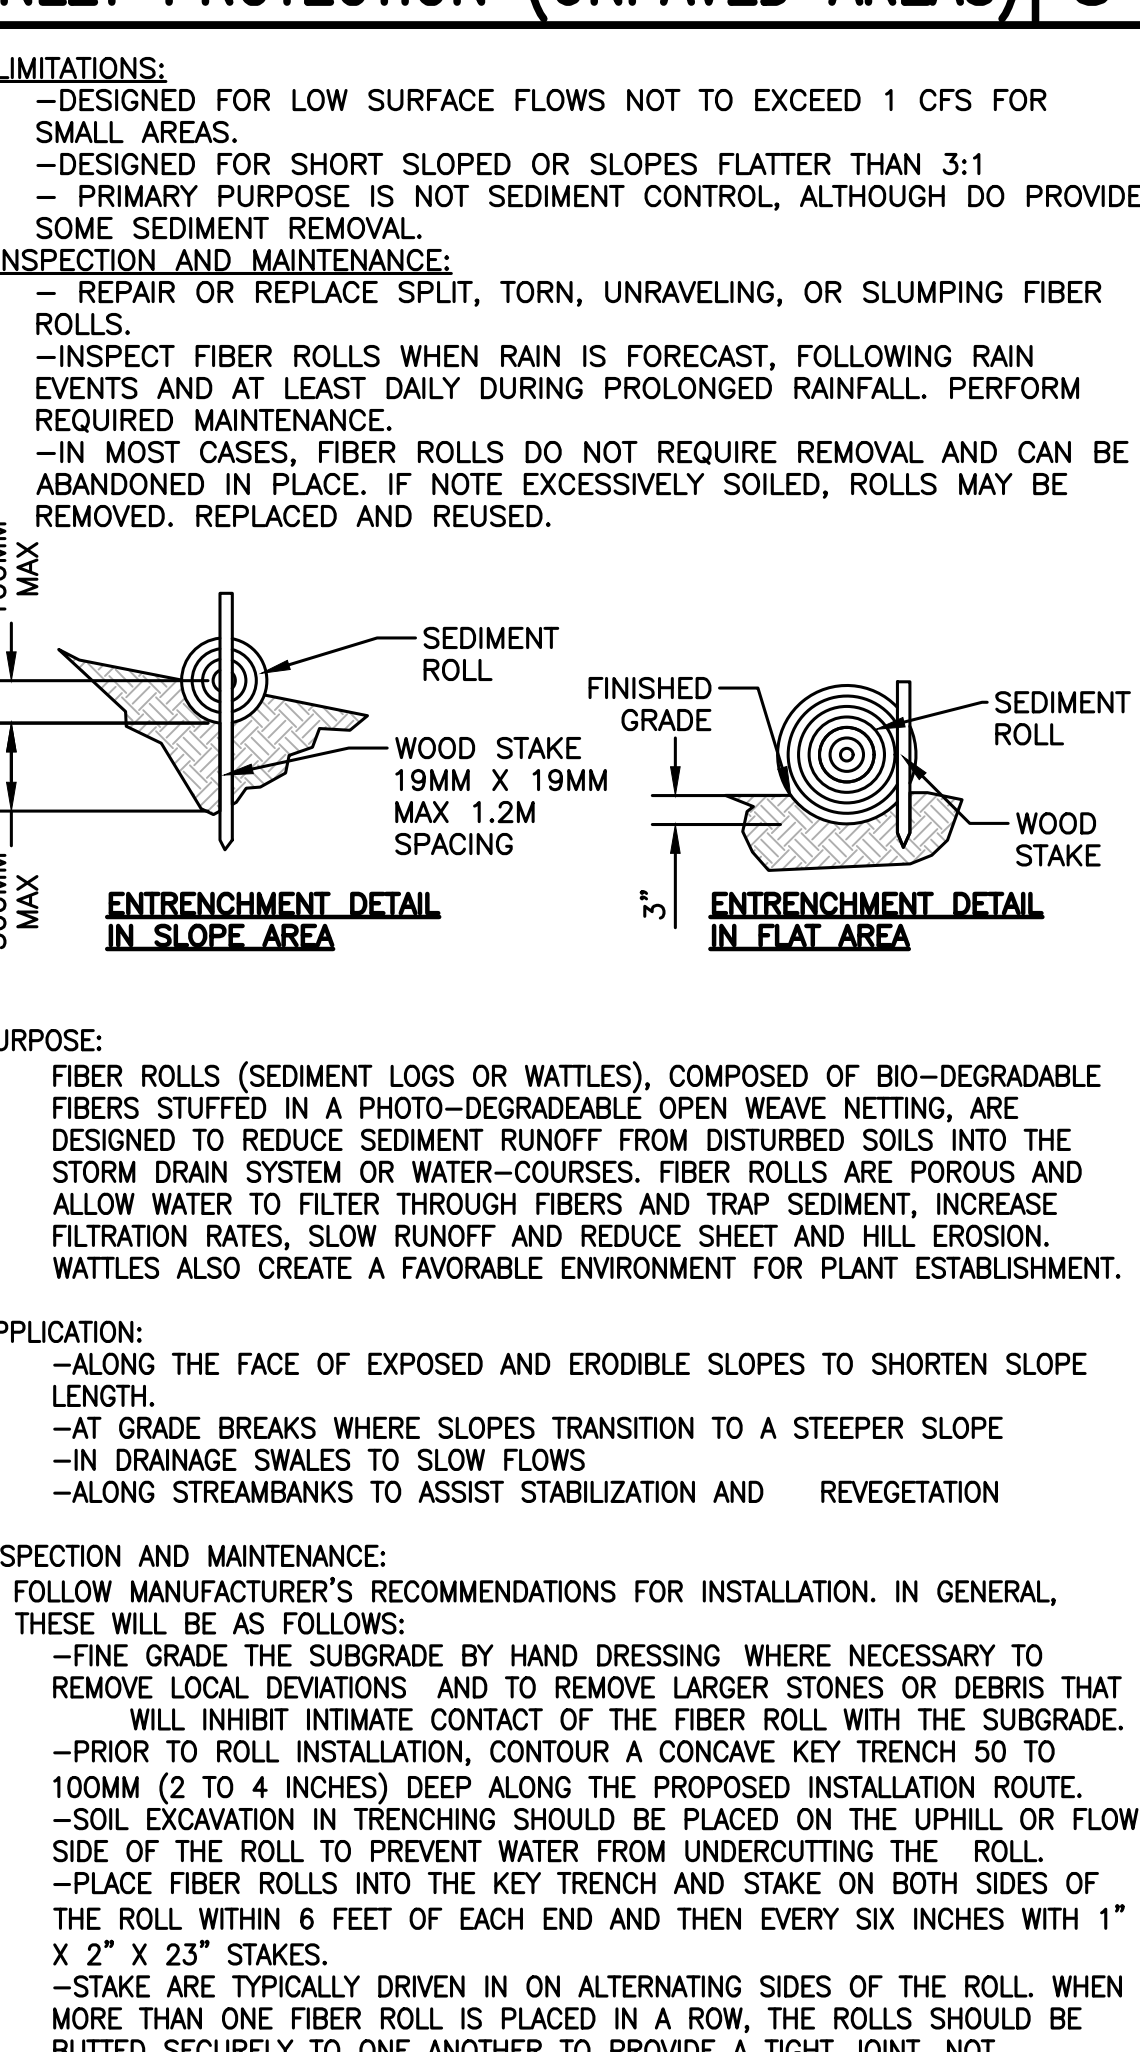 PROTECTION (UNPAVED AREAS)
LIMITATIONS:
–DESIGNED FOR LOW SURFACE FLOWS NOT TO EXCEED 1 CFS FOR
SMALL AREAS.
–DESIGNED FOR SHORT SLOPED OR SLOPES FLATTER THAN 3:1
– PRIMARY PURPOSE IS NOT SEDIMENT CONTROL, ALTHOUGH DO PROVIDE
SOME SEDIMENT REMOVAL.
NSPECTION AND MAINTENANCE:
– REPAIR OR REPLACE SPLIT, TORN, UNRAVELING, OR SLUMPING FIBER
ROLLS.
–INSPECT FIBER ROLLS WHEN RAIN IS FORECAST, FOLLOWING RAIN
EVENTS AND AT LEAST DAILY DURING PROLONGED RAINFALL. PERFORM
REQUIRED MAINTENANCE.
–IN MOST CASES, FIBER ROLLS DO NOT REQUIRE REMOVAL AND CAN BE
ABANDONED IN PLACE. IF NOTE EXCESSIVELY SOILED, ROLLS MAY BE
REMOVED. REPLACED AND REUSED.
MAX
SEDIMENT
ROLL
WOOD STAKE
19MM X 19MM
MAX 1.2M
SPACING
MAX
ENTRENCHMENT DETAIL
IN SLOPE AREA
FINISHED
GRADE
SEDIMENT
ROLL
WOOD
STAKE
3"
ENTRENCHMENT DETAIL
IN FLAT AREA
URPOSE:
FIBER ROLLS (SEDIMENT LOGS OR WATTLES), COMPOSED OF BIO–DEGRADABLE
FIBERS STUFFED IN A PHOTO–DEGRADEABLE OPEN WEAVE NETTING, ARE
DESIGNED TO REDUCE SEDIMENT RUNOFF FROM DISTURBED SOILS INTO THE
STORM DRAIN SYSTEM OR WATER–COURSES. FIBER ROLLS ARE POROUS AND
ALLOW WATER TO FILTER THROUGH FIBERS AND TRAP SEDIMENT, INCREASE
FILTRATION RATES, SLOW RUNOFF AND REDUCE SHEET AND HILL EROSION.
WATTLES ALSO CREATE A FAVORABLE ENVIRONMENT FOR PLANT ESTABLISHMENT.
PPLICATION:
–ALONG THE FACE OF EXPOSED AND ERODIBLE SLOPES TO SHORTEN SLOPE
LENGTH.
–AT GRADE BREAKS WHERE SLOPES TRANSITION TO A STEEPER SLOPE
–IN DRAINAGE SWALES TO SLOW FLOWS
–ALONG STREAMBANKS TO ASSIST STABILIZATION AND REVEGETATION
SPECTION AND MAINTENANCE:
FOLLOW MANUFACTURER'S RECOMMENDATIONS FOR INSTALLATION. IN GENERAL,
THESE WILL BE AS FOLLOWS:
–FINE GRADE THE SUBGRADE BY HAND DRESSING WHERE NECESSARY TO
REMOVE LOCAL DEVIATIONS AND TO REMOVE LARGER STONES OR DEBRIS THAT
WILL INHIBIT INTIMATE CONTACT OF THE FIBER ROLL WITH THE SUBGRADE.
–PRIOR TO ROLL INSTALLATION, CONTOUR A CONCAVE KEY TRENCH 50 TO
100MM (2 TO 4 INCHES) DEEP ALONG THE PROPOSED INSTALLATION ROUTE.
–SOIL EXCAVATION IN TRENCHING SHOULD BE PLACED ON THE UPHILL OR FLOW
SIDE OF THE ROLL TO PREVENT WATER FROM UNDERCUTTING THE ROLL.
–PLACE FIBER ROLLS INTO THE KEY TRENCH AND STAKE ON BOTH SIDES OF
THE ROLL WITHIN 6 FEET OF EACH END AND THEN EVERY SIX INCHES WITH 1"
X 2" X 23" STAKES.
–STAKE ARE TYPICALLY DRIVEN IN ON ALTERNATING SIDES OF THE ROLL. WHEN
MORE THAN ONE FIBER ROLL IS PLACED IN A ROW, THE ROLLS SHOULD BE
BUTTED SECURELY TO ONE ANOTHER TO PROVIDE A TIGHT JOINT, NOT